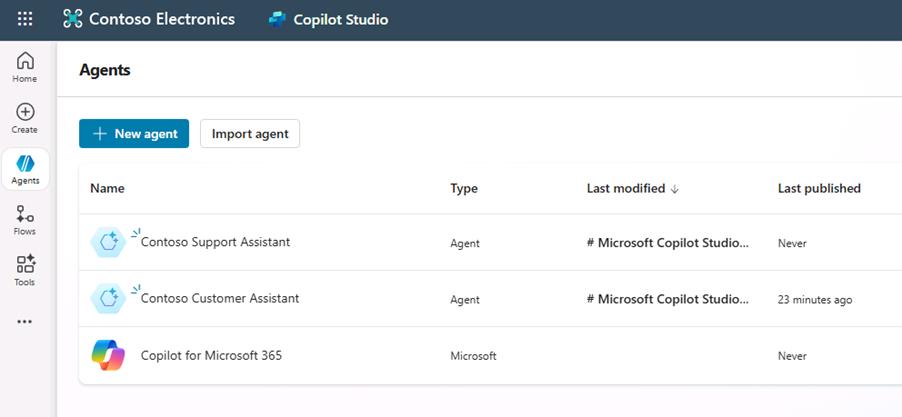 Contoso Electronics Copilot Studio
Home
Create
Agents
Flows
Tools
Agents
New agent Import agent
Name Type Last modified ↓ Last published
Contoso Support Assistant Agent # Microsoft Copilot Studio... Never
Contoso Customer Assistant Agent # Microsoft Copilot Studio... 23 minutes ago
Copilot for Microsoft 365 Microsoft Never